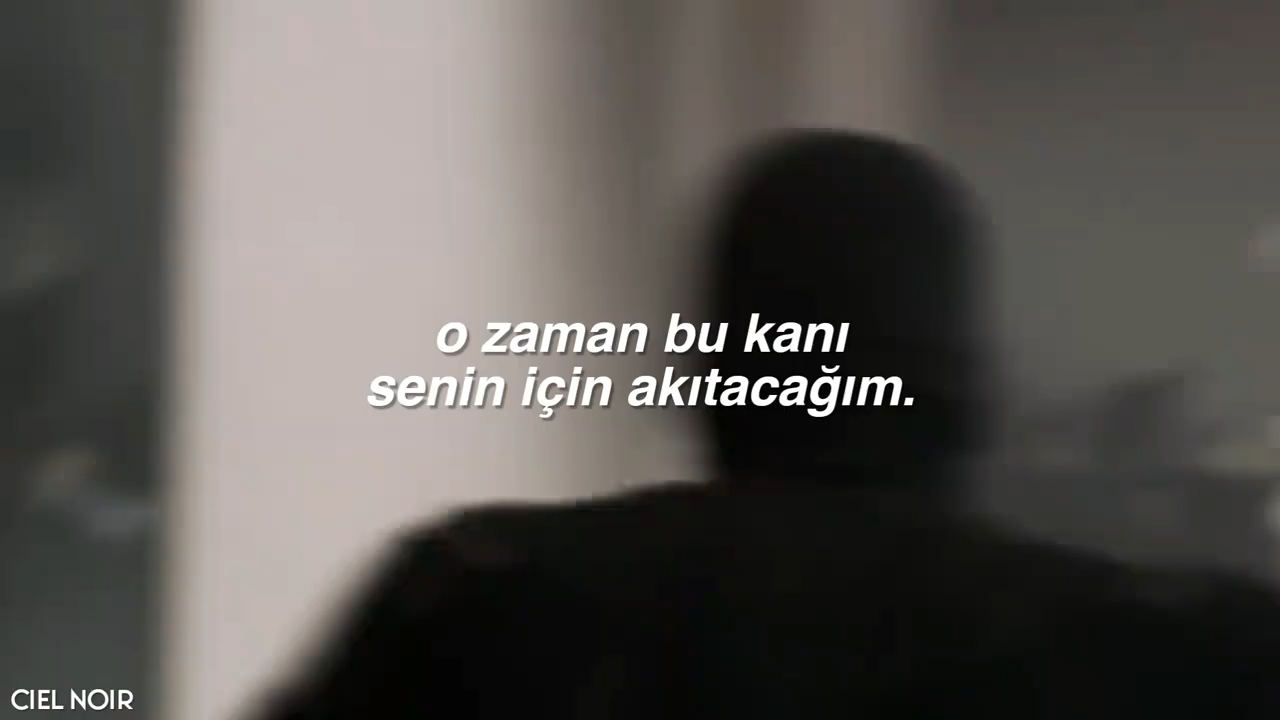 o zaman bu kanı
senin için akıtacağım.
CIEL NOIR